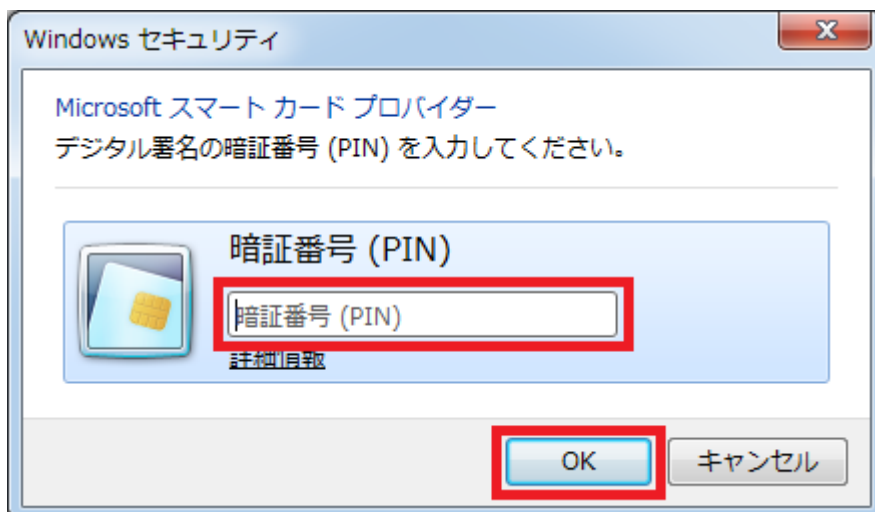 Windows セキュリティ
Microsoft スマート カード プロバイダー
デジタル署名の暗証番号 (PIN) を入力してください。
暗証番号 (PIN)
暗証番号 (PIN)
詳細情報
OK
キャンセル